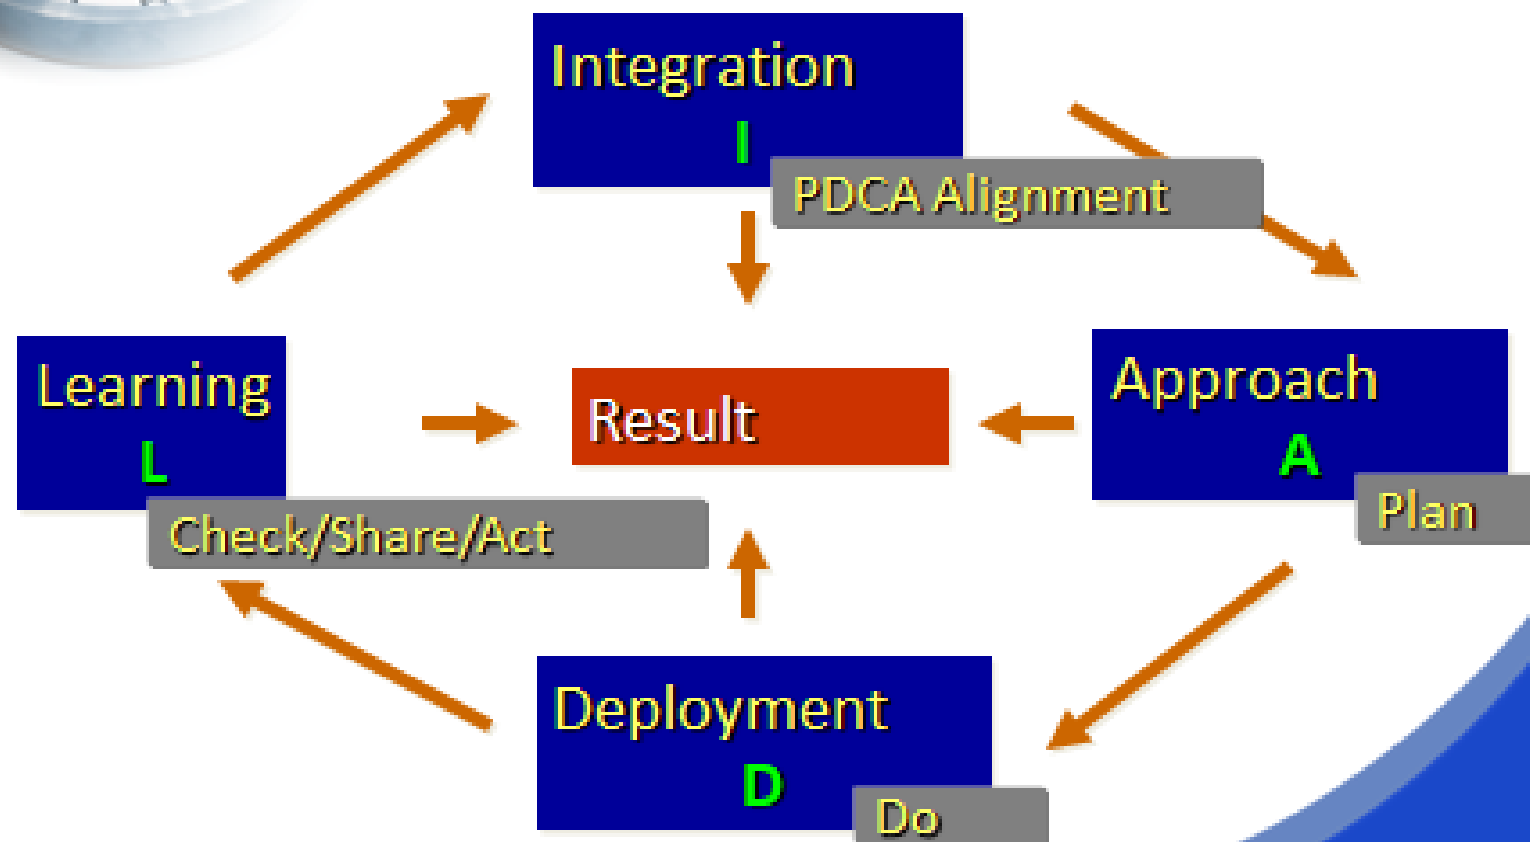 Integration
I
PDCA Alignment
Learning
L
Check/Share/Act
Result
Approach
A
Plan
Deployment
D
Do